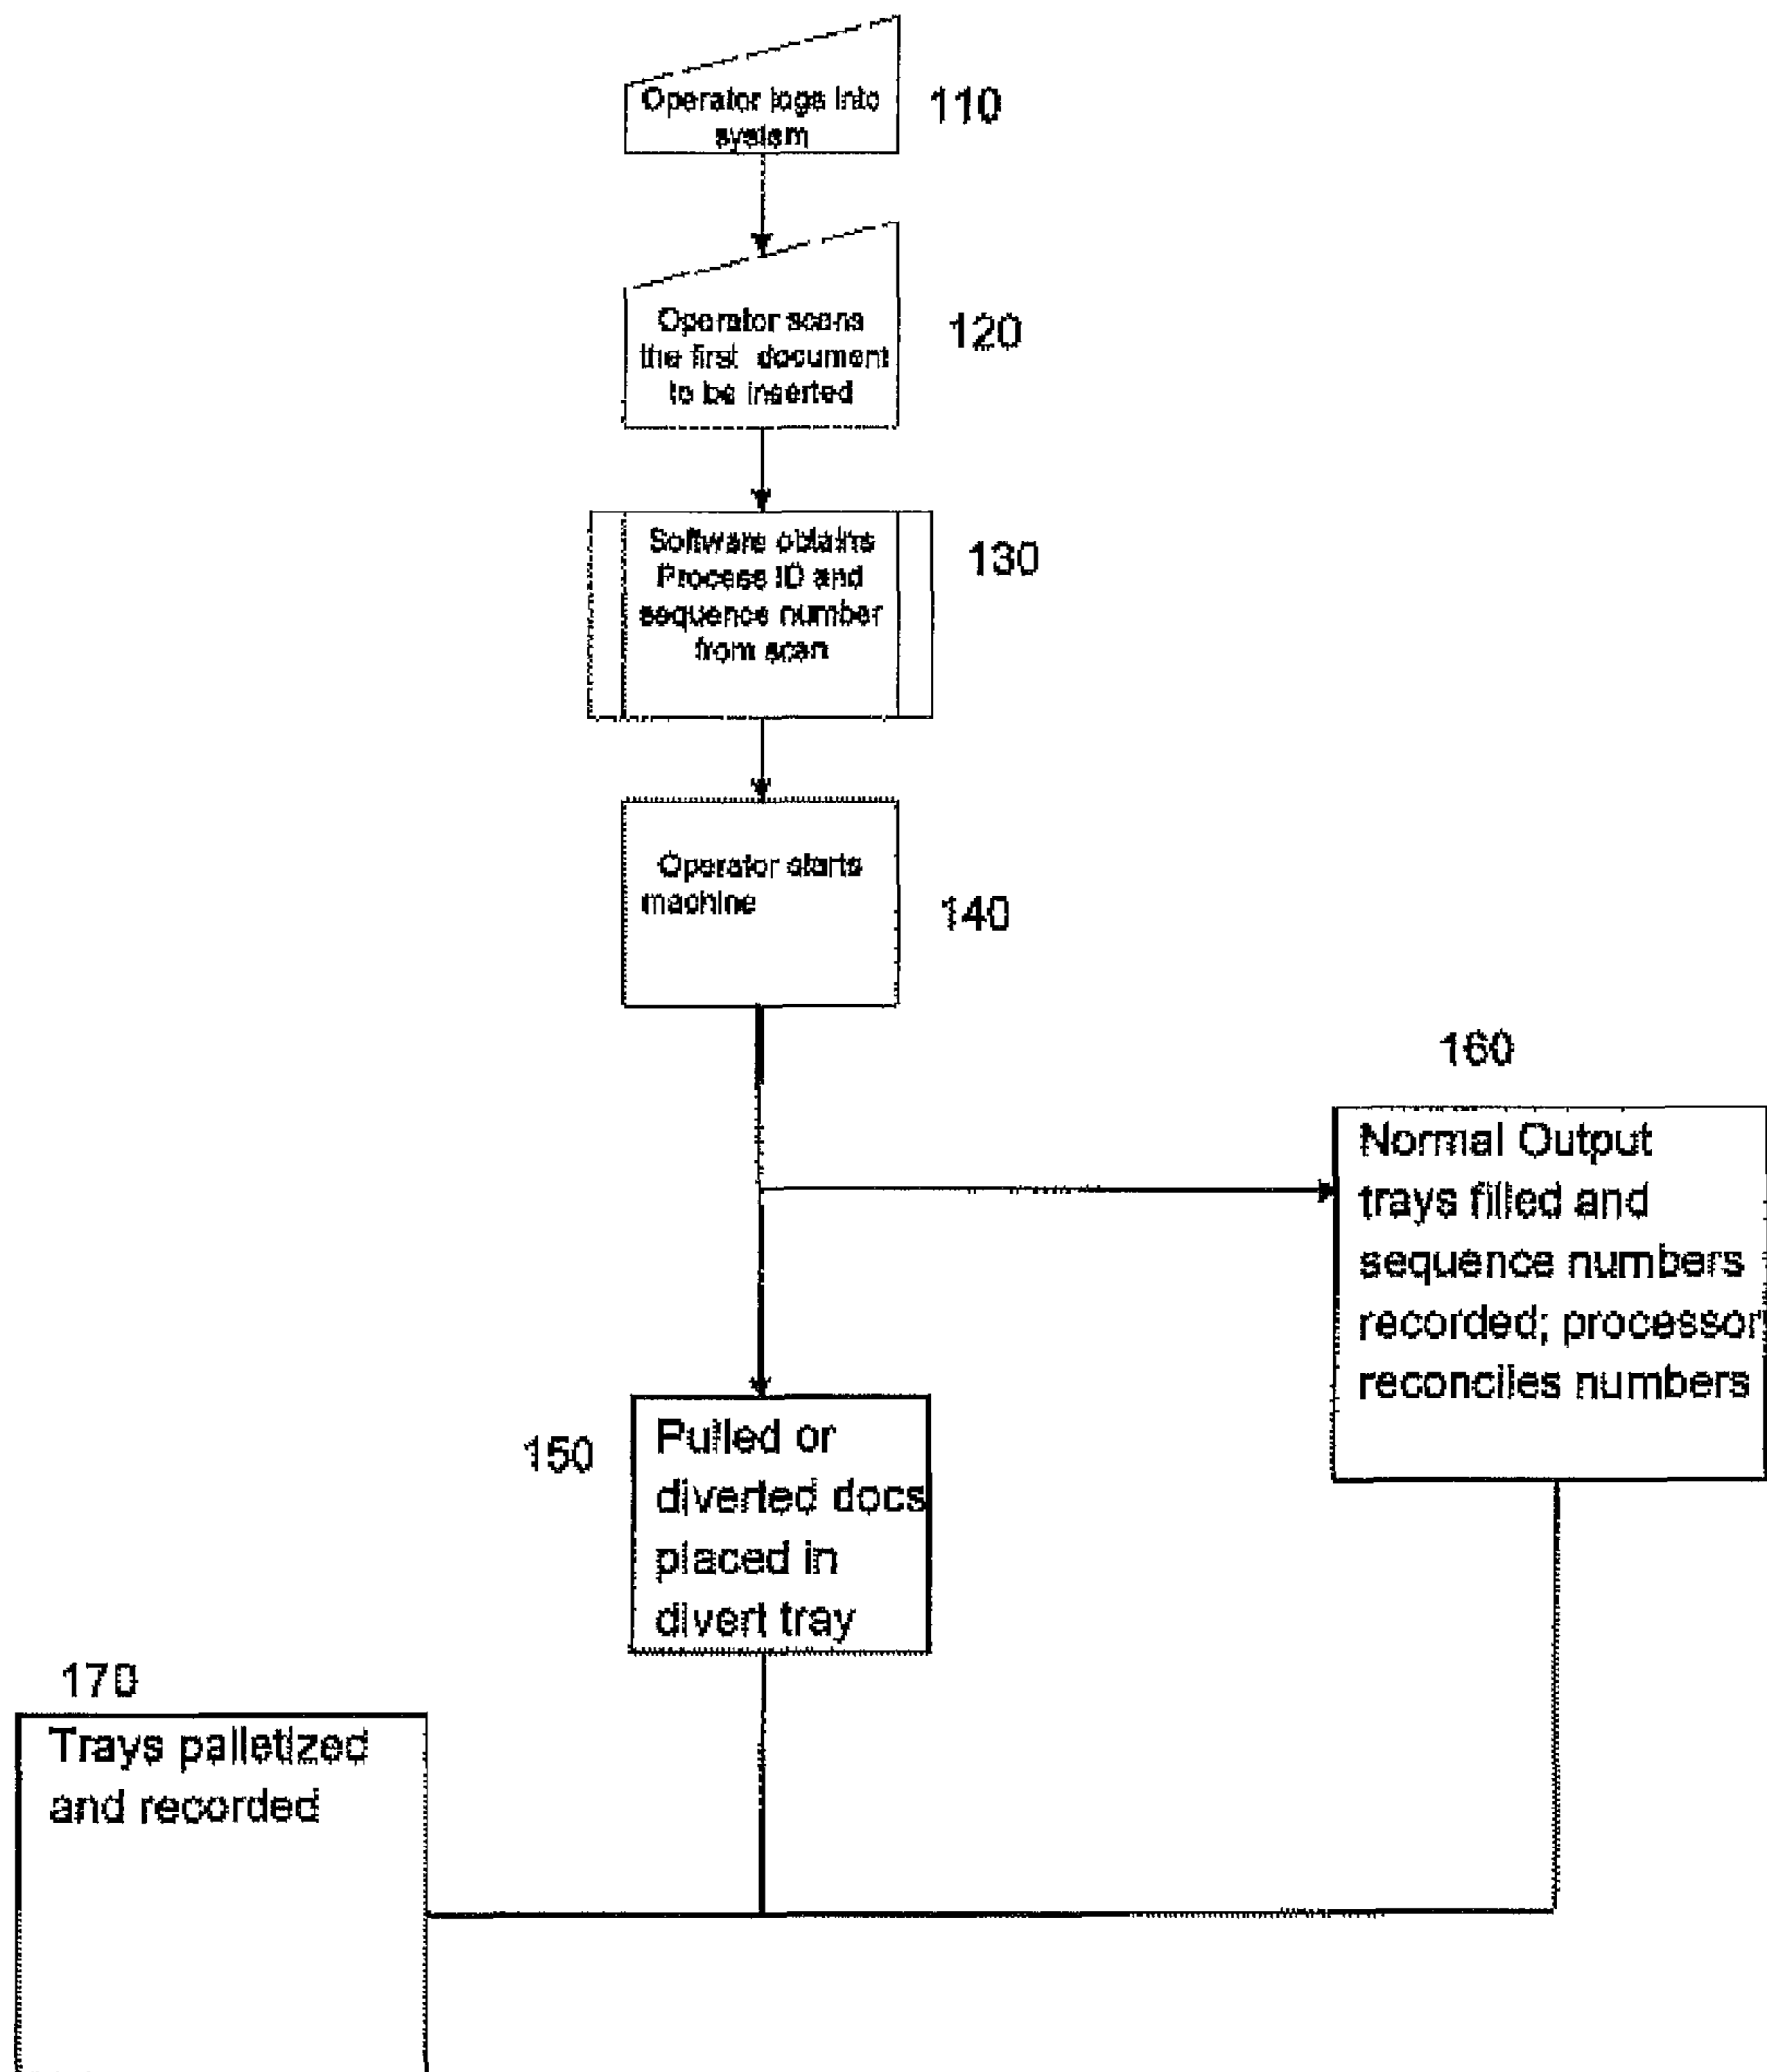 Operator logs into
system
110
Operator scans
the first document
to be inserted
120
Software obtains
Process ID and
sequence number
from scan
130
Operator starts
machine
140
160
Normal Output
trays filled and
sequence numbers
recorded; processor
reconciles numbers
150
Pulled or
diverted docs
placed in
divert tray
170
Trays palletized
and recorded